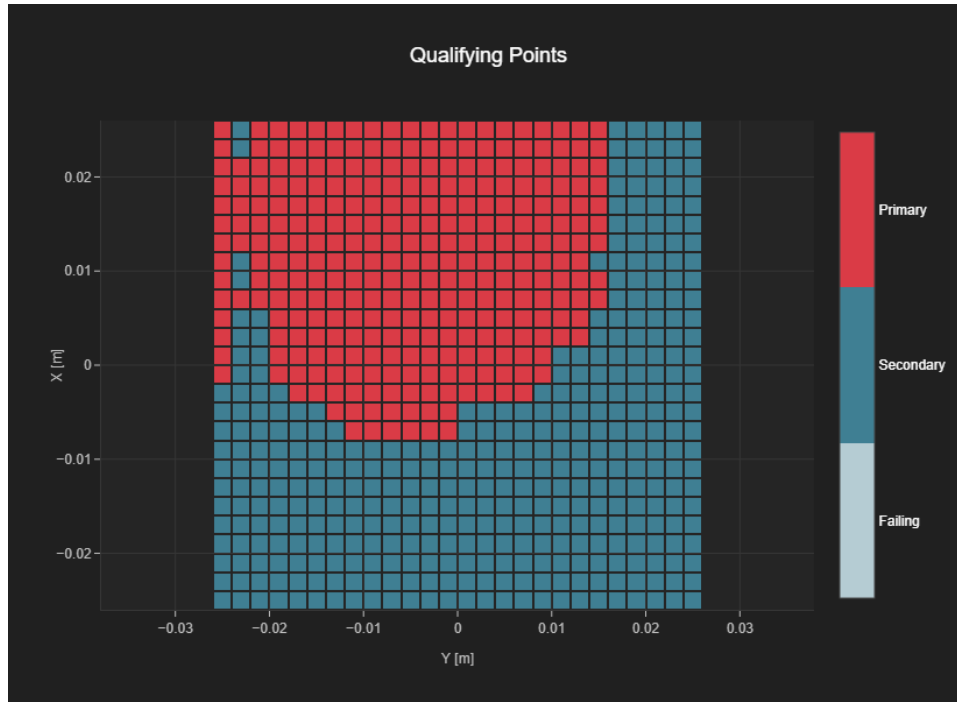 Qualifying Points
0.02
0.01
0
−0.01
−0.02
X [m]
−0.03
−0.02
−0.01
0
0.01
0.02
0.03
Y [m]
Primary
Secondary
Failing